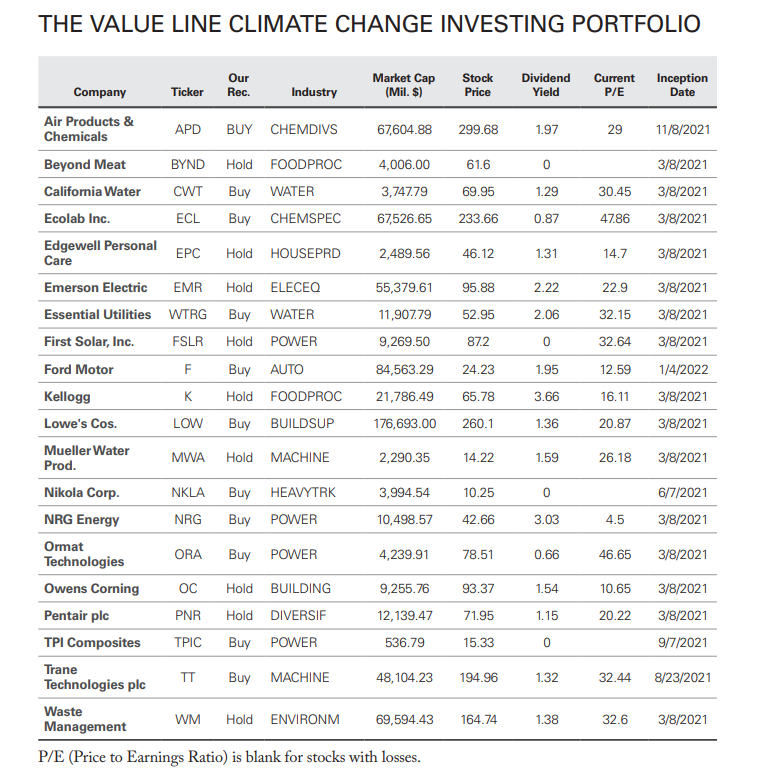 THE VALUE LINE CLIMATE CHANGE INVESTING PORTFOLIO
Company Ticker Our Rec. Industry Market Cap (Mil. $) Stock Price Dividend Yield Current P/E Inception Date
Air Products & Chemicals APD BUY CHEMDIVS 67,604.88 299.68 1.97 29 11/8/2021
Beyond Meat BYND Hold FOODPROC 4,006.00 61.6 0 3/8/2021
California Water CWT Buy WATER 3,747.79 69.95 1.29 30.45 3/8/2021
Ecolab Inc. ECL Buy CHEMSPEC 67,526.65 233.66 0.87 47.86 3/8/2021
Edgewell Personal Care EPC Hold HOUSEPRD 2,489.56 46.12 1.31 14.7 3/8/2021
Emerson Electric EMR Hold ELECEQ 55,379.61 95.88 2.22 22.9 3/8/2021
Essential Utilities WTRG Buy WATER 11,907.79 52.95 2.06 32.15 3/8/2021
First Solar, Inc. FSLR Hold POWER 9,269.50 87.2 0 32.64 3/8/2021
Ford Motor F Buy AUTO 84,563.29 24.23 1.95 12.59 1/4/2022
Kellogg K Hold FOODPROC 21,786.49 65.78 3.66 16.11 3/8/2021
Lowe's Cos. LOW Buy BUILDSUP 176,693.00 260.1 1.36 20.87 3/8/2021
Mueller Water Prod. MWA Hold MACHINE 2,290.35 14.22 1.59 26.18 3/8/2021
Nikola Corp. NKLA Buy HEAVYTRK 3,994.54 10.25 0 6/7/2021
NRG Energy NRG Buy POWER 10,498.57 42.66 3.03 4.5 3/8/2021
Ormat Technologies ORA Buy POWER 4,239.91 78.51 0.66 46.65 3/8/2021
Owens Corning OC Hold BUILDING 9,255.76 93.37 1.54 10.65 3/8/2021
Pentair plc PNR Hold DIVERSIF 12,139.47 71.95 1.15 20.22 3/8/2021
TPI Composites TPIC Buy POWER 536.79 15.33 0 9/7/2021
Trane Technologies plc TT Buy MACHINE 48,104.23 194.96 1.32 32.44 8/23/2021
Waste Management WM Hold ENVIRONM 69,594.43 164.74 1.38 32.6 3/8/2021
P/E (Price to Earnings Ratio) is blank for stocks with losses.